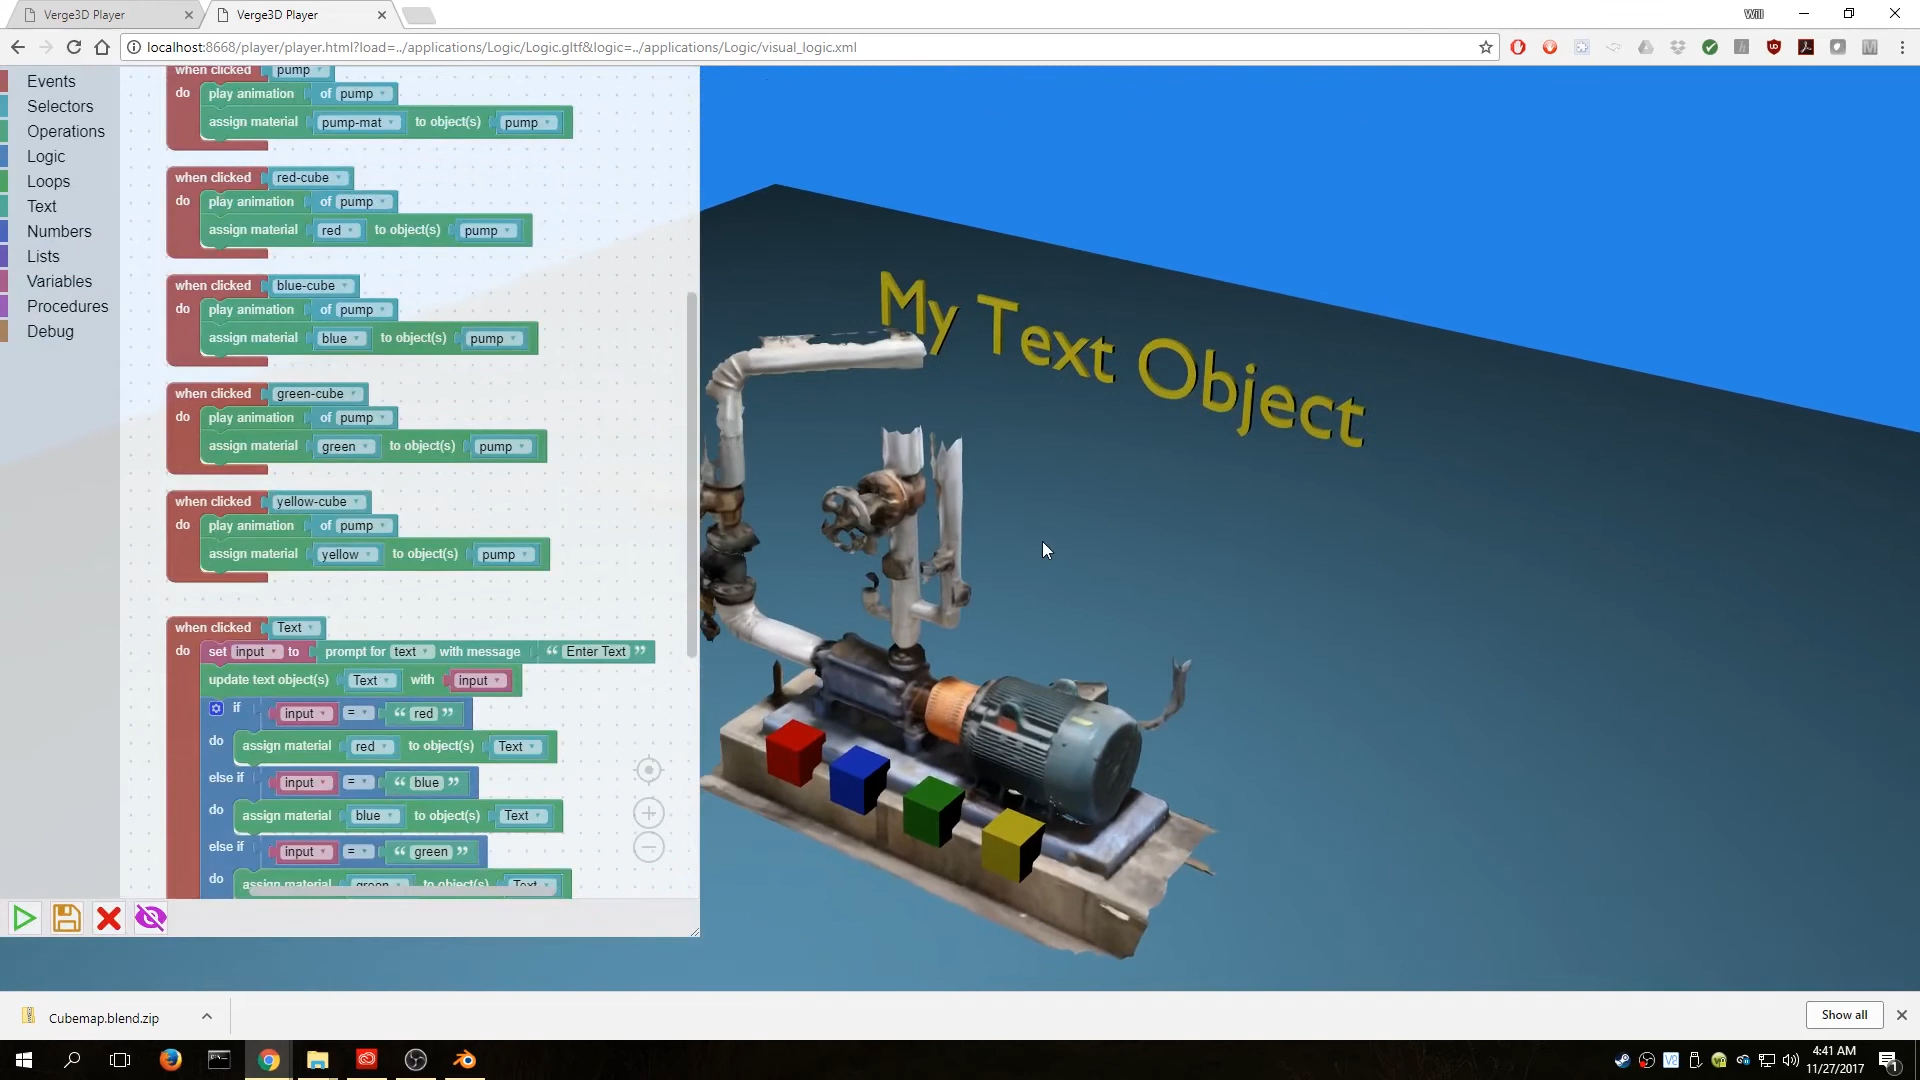 Verge3D Player
Verge3D Player
Will
localhost:8668/player/player.html?load=../applications/Logic/Logic.gltf&logic=../applications/Logic/visual_logic.xml
Events
Selectors
Operations
Logic
Loops
Text
Numbers
Lists
Variables
Procedures
Debug
when clicked pump
do play animation of pump
assign material pump-mat to object(s) pump
when clicked red-cube
do play animation of pump
assign material red to object(s) pump
when clicked blue-cube
do play animation of pump
assign material blue to object(s) pump
when clicked green-cube
do play animation of pump
assign material green to object(s) pump
when clicked yellow-cube
do play animation of pump
assign material yellow to object(s) pump
when clicked Text
do set input to prompt for text with message “ Enter Text ”
update text object(s) Text with input
if input = “ red ”
do assign material red to object(s) Text
else if input = “ blue ”
do assign material blue to object(s) Text
else if input = “ green ”
do assign material green to object(s) Text
My Text Object
Cubemap.blend.zip
Show all
4:41 AM
11/27/2017
1